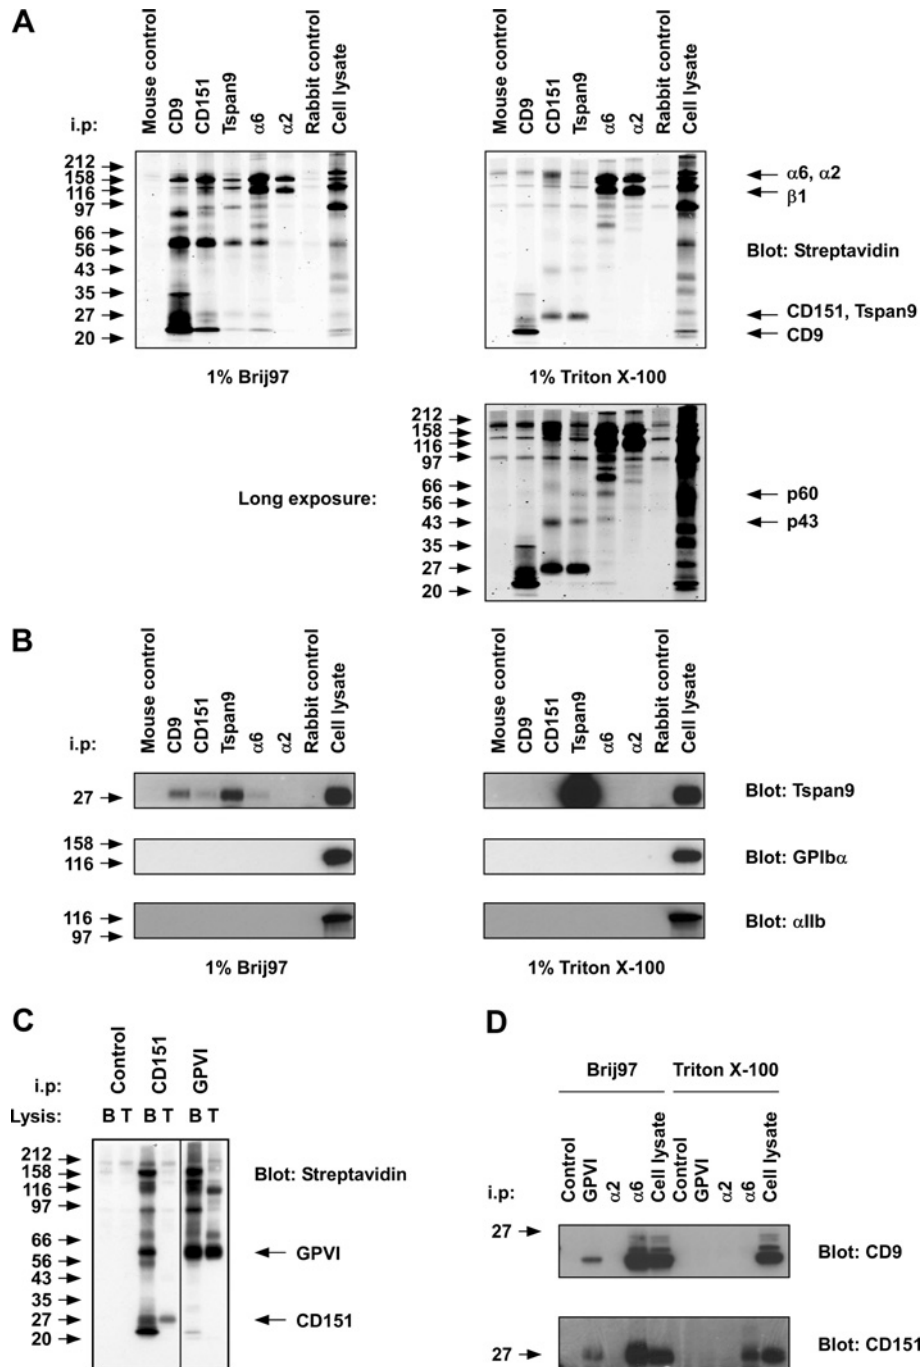 A
i.p:
Mouse control
CD9
CD151
Tspan9
α6
α2
Rabbit control
Cell lysate
212
158
116
97
66
56
43
35
27
20
1% Brij97
Mouse control
CD9
CD151
Tspan9
α6
α2
Rabbit control
Cell lysate
α6, α2
β1
Blot: Streptavidin
CD151, Tspan9
CD9
1% Triton X-100
Long exposure:
212
158
116
97
66
56
43
35
27
20
p60
p43
B
i.p:
Mouse control
CD9
CD151
Tspan9
α6
α2
Rabbit control
Cell lysate
Mouse control
CD9
CD151
Tspan9
α6
α2
Rabbit control
Cell lysate
27
Blot: Tspan9
158
116
Blot: GPIbα
116
97
Blot: αIIb
1% Brij97
1% Triton X-100
C
i.p:
Control
CD151
GPVI
Lysis: B T B T B T
212
158
116
97
66
56
43
35
27
20
Blot: Streptavidin
GPVI
CD151
D
Brij97
Triton X-100
i.p:
Control
GPVI
α2
α6
Cell lysate
Control
GPVI
α2
α6
Cell lysate
27
Blot: CD9
27
Blot: CD151